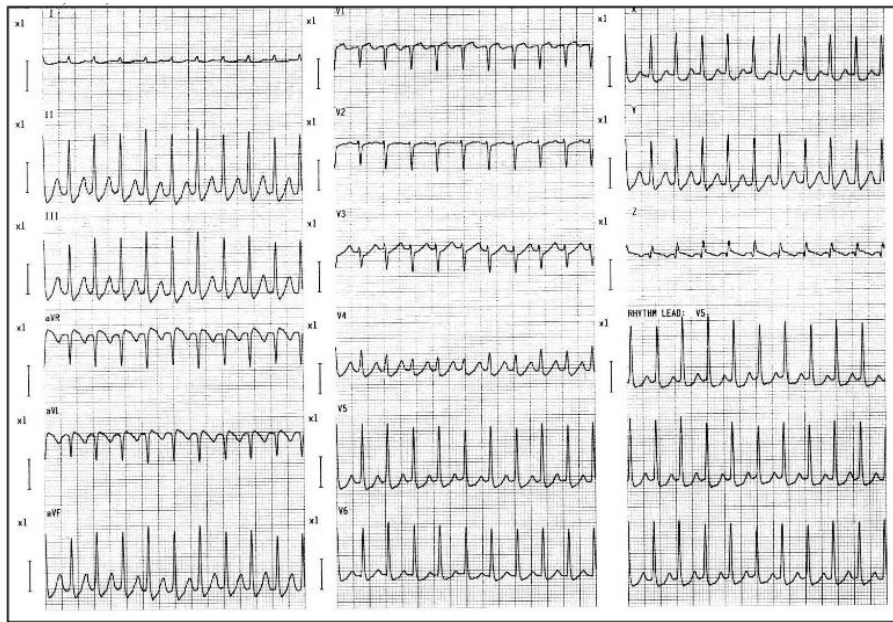 x1
I
x1
II
x1
III
x1
aVR
x1
aVL
x1
aVF
x1
V1
x1
V2
x1
V3
x1
V4
x1
V5
x1
V6
x1
x1
Y
x1
Z
x1
RHYTHM LEAD: V5